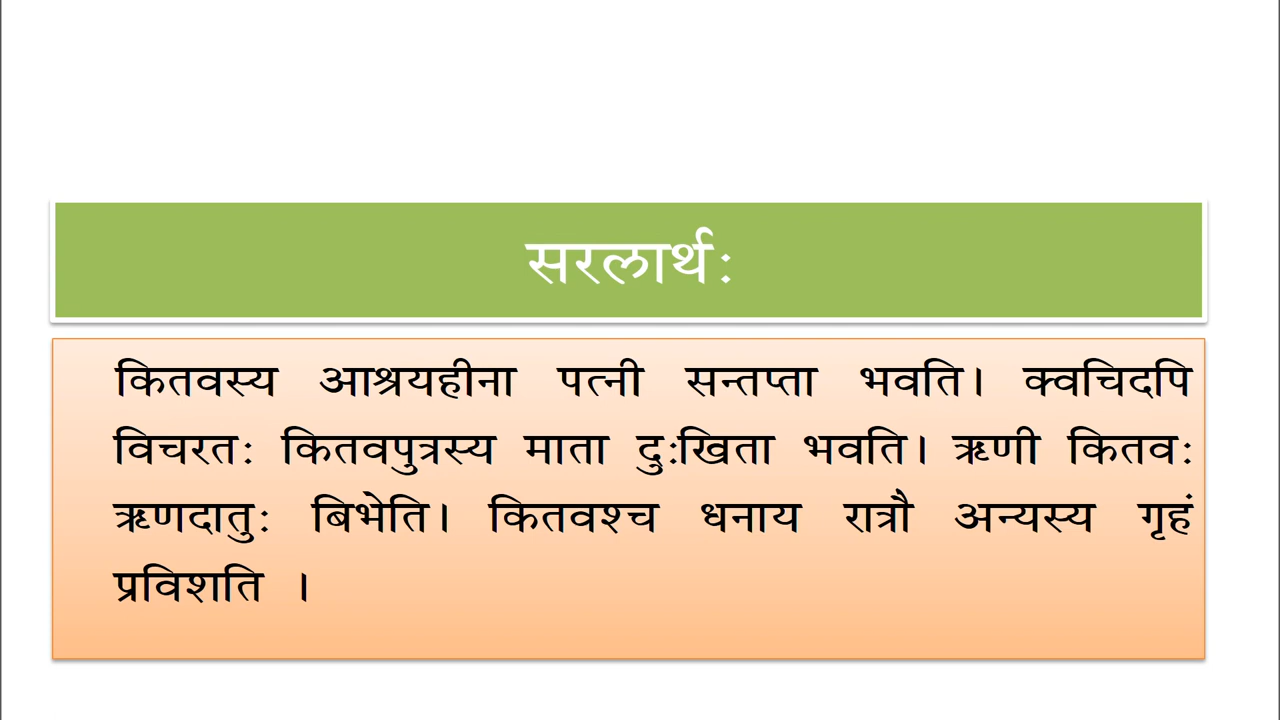 सरलार्थः
कितवस्य आश्रयहीना पत्नी सन्तप्ता भवति। क्वचिदपि
विचरतः कितवपुत्रस्य माता दुःखिता भवति। ऋणी कितवः
ऋणदातुः बिभेति। कितवश्च धनाय रात्रौ अन्यस्य गृहं
प्रविशति ।